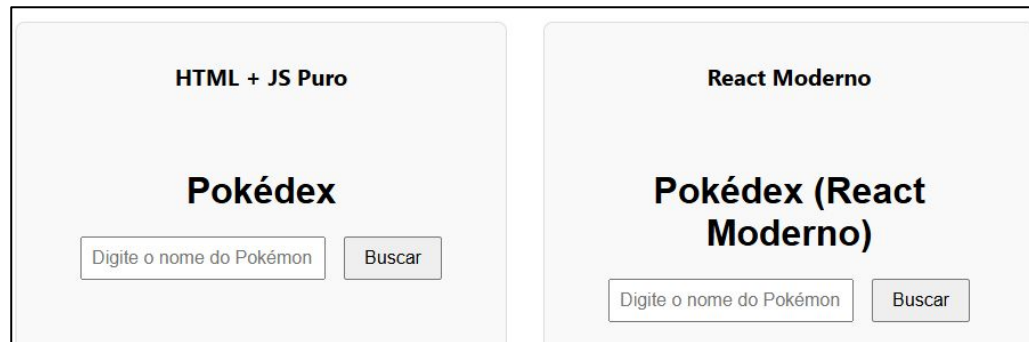 HTML + JS Puro
Pokédex
Digite o nome do Pokémon
Buscar
React Moderno
Pokédex (React
Moderno)
Digite o nome do Pokémon
Buscar